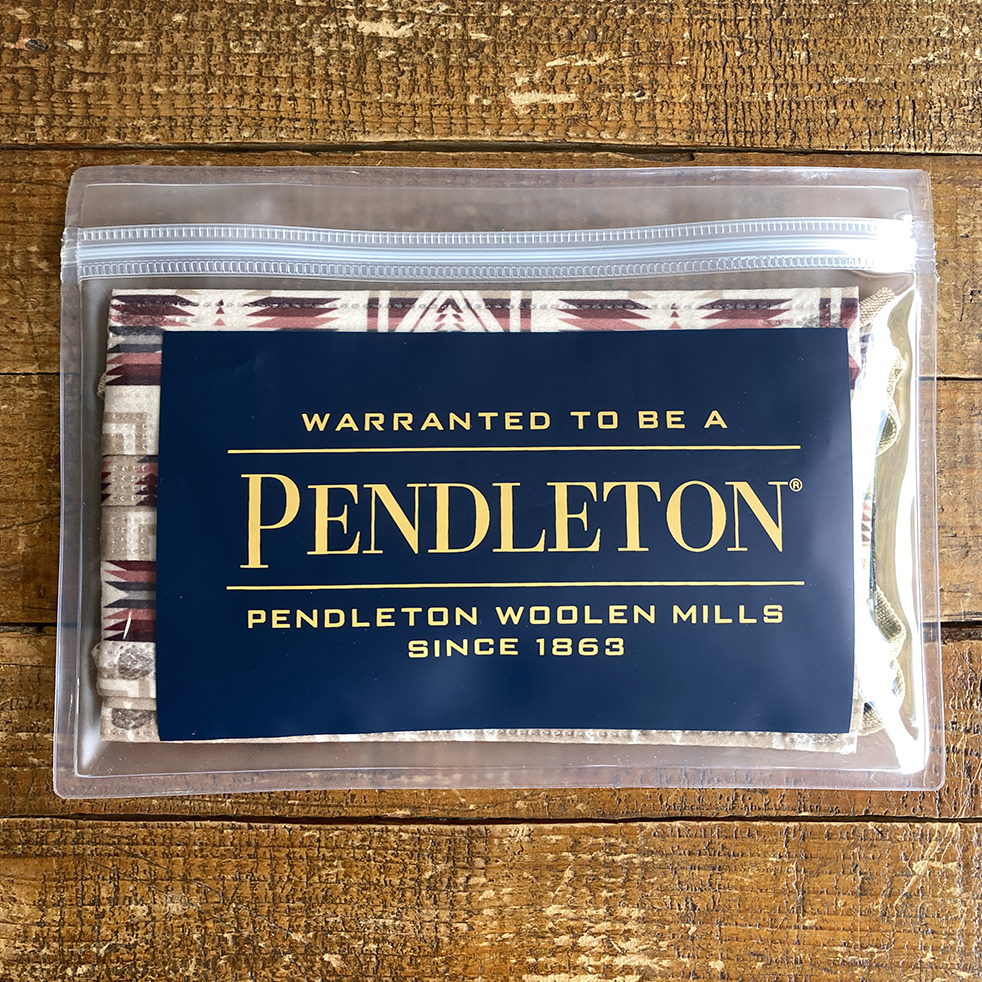 WARRANTED TO BE A
PENDLETON®
PENDLETON WOOLEN MILLS
SINCE 1863